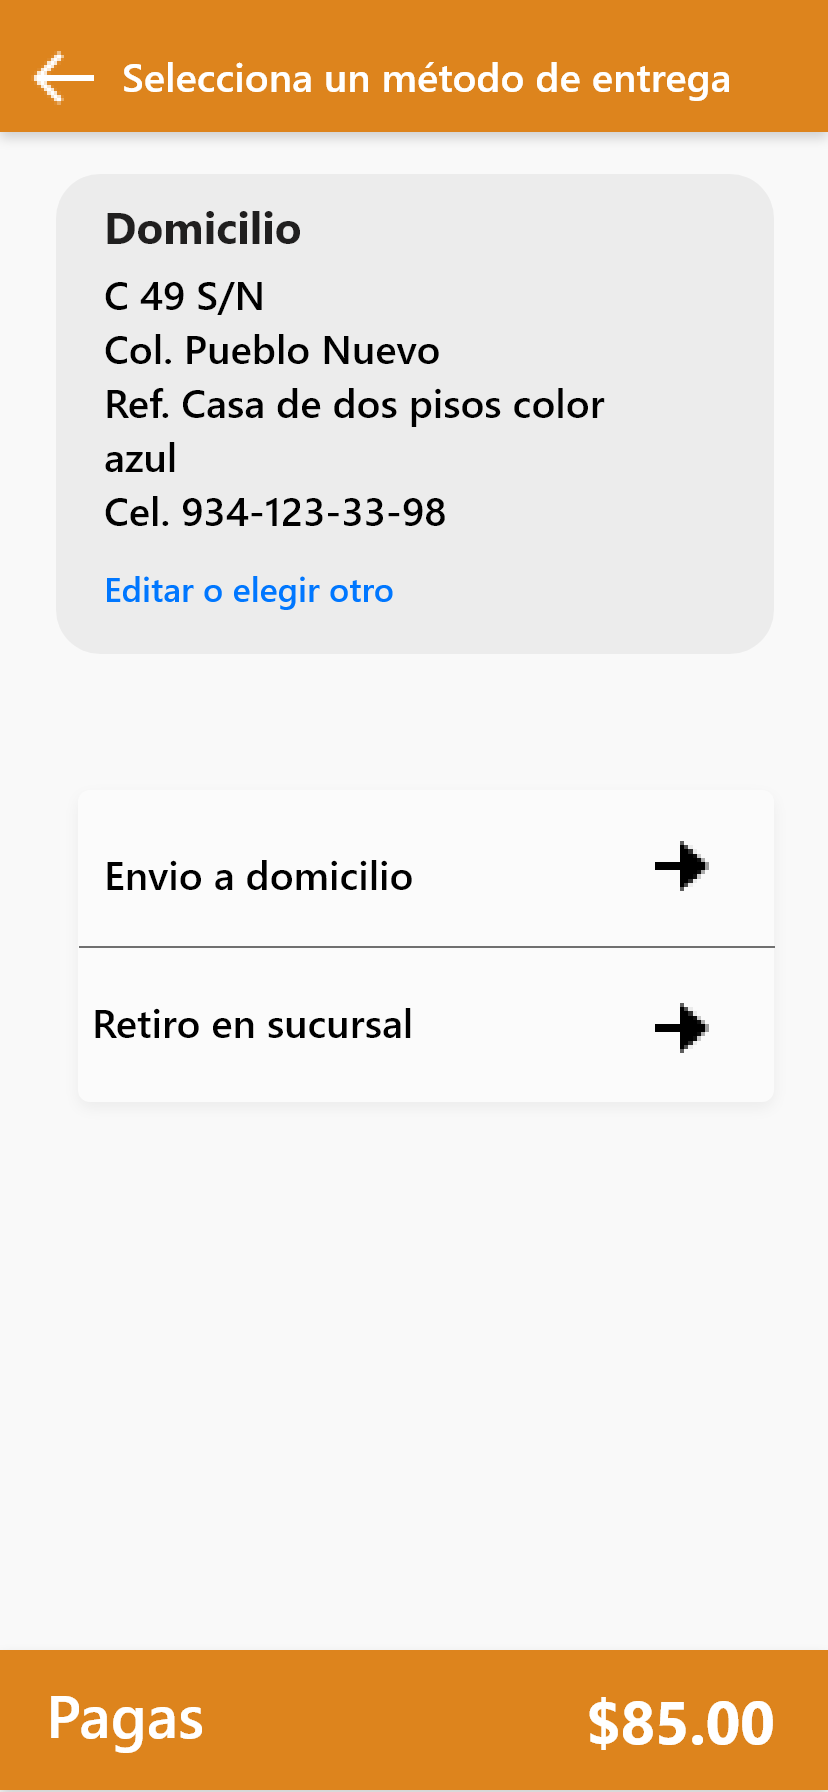 Selecciona un método de entrega
Domicilio
C 49 S/N
Col. Pueblo Nuevo
Ref. Casa de dos pisos color
azul
Cel. 934-123-33-98
Editar o elegir otro
Envio a domicilio
Retiro en sucursal
Pagas $85.00